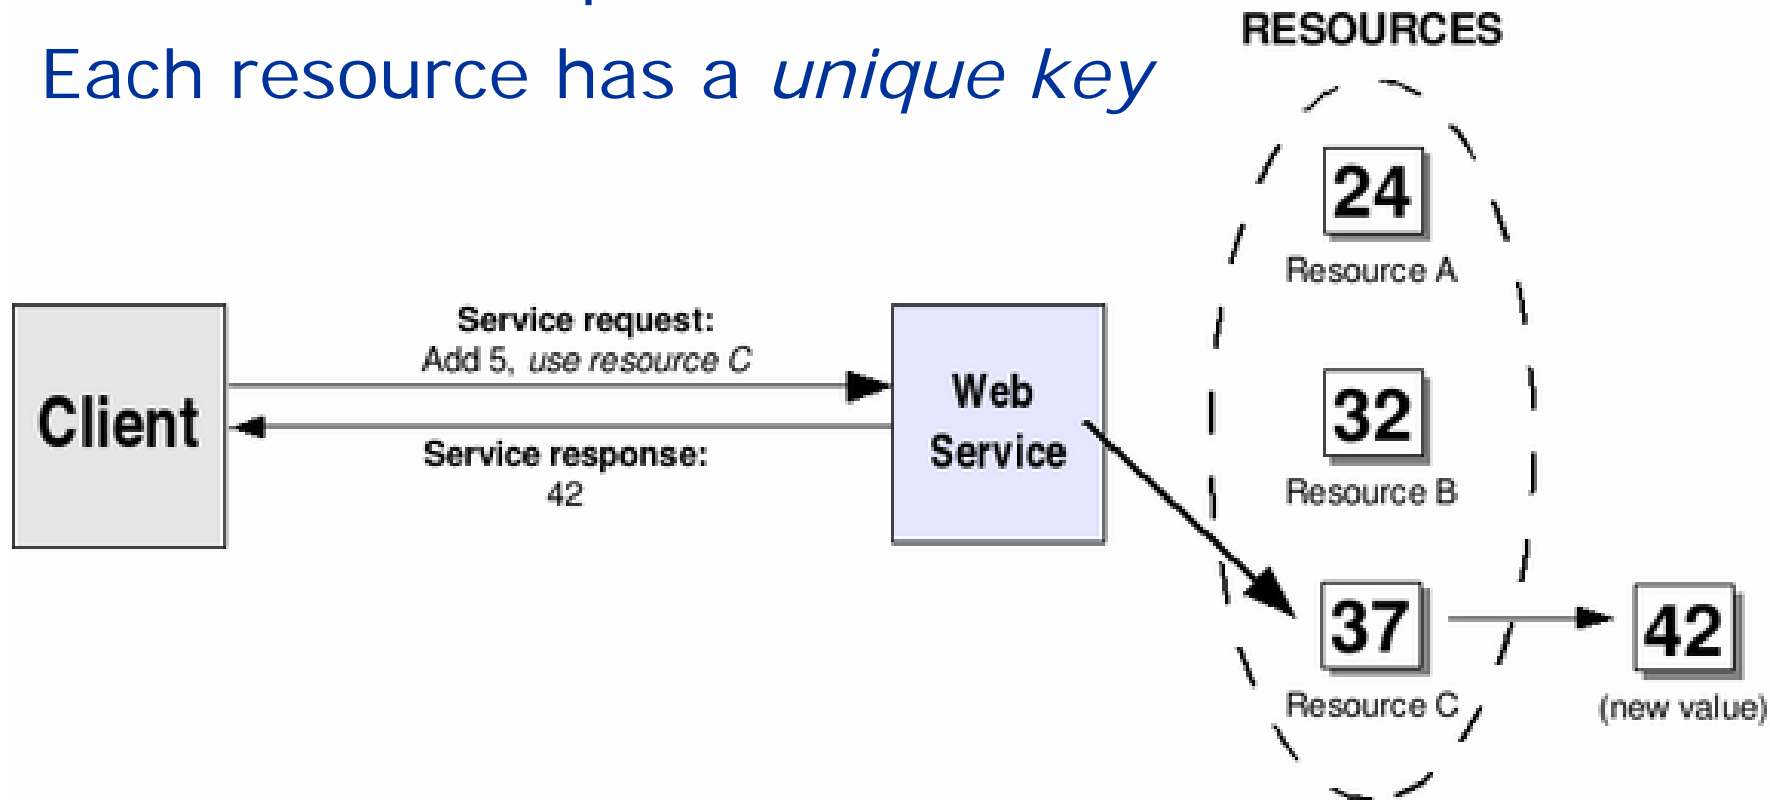 Each resource has a unique key
RESOURCES
24
Resource A
Service request:
Add 5, use resource C
Client
Web
Service
Service response:
42
32
Resource B
37
Resource C
42
(new value)